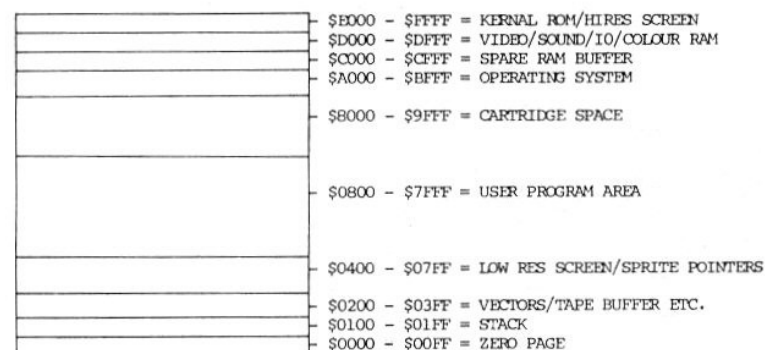 $E000 - $FFFF = KERNAL ROM/HIRES SCREEN
$D000 - $DFFF = VIDEO/SOUND/IO/COLOUR RAM
$C000 - $CFFF = SPARE RAM BUFFER
$A000 - $BFFF = OPERATING SYSTEM
$8000 - $9FFF = CARTRIDGE SPACE
$0800 - $7FFF = USER PROGRAM AREA
$0400 - $07FF = LOW RES SCREEN/SPRITE POINTERS
$0200 - $03FF = VECTORS/TAPE BUFFER ETC.
$0100 - $01FF = STACK
$0000 - $00FF = ZERO PAGE